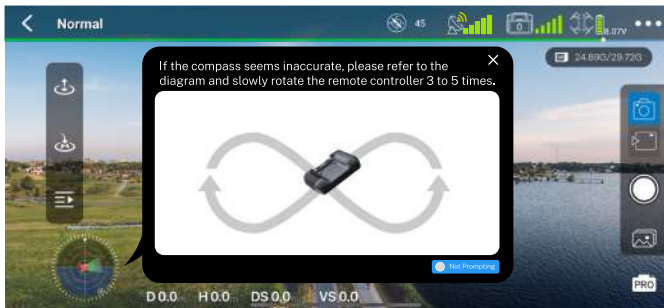 Normal
45
8.07V
24.69G/29.72G
If the compass seems inaccurate, please refer to the
diagram and slowly rotate the remote controller 3 to 5 times.
Not Prompting
PRO
D 0.0 H 0.0 DS 0.0 VS 0.0